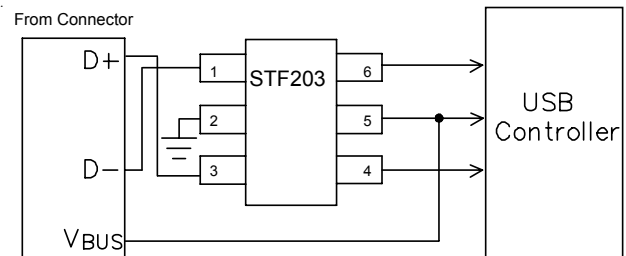 From Connector
D+
1
STF203
6
2
5
USB
Controller
D-
3
4
VBUS